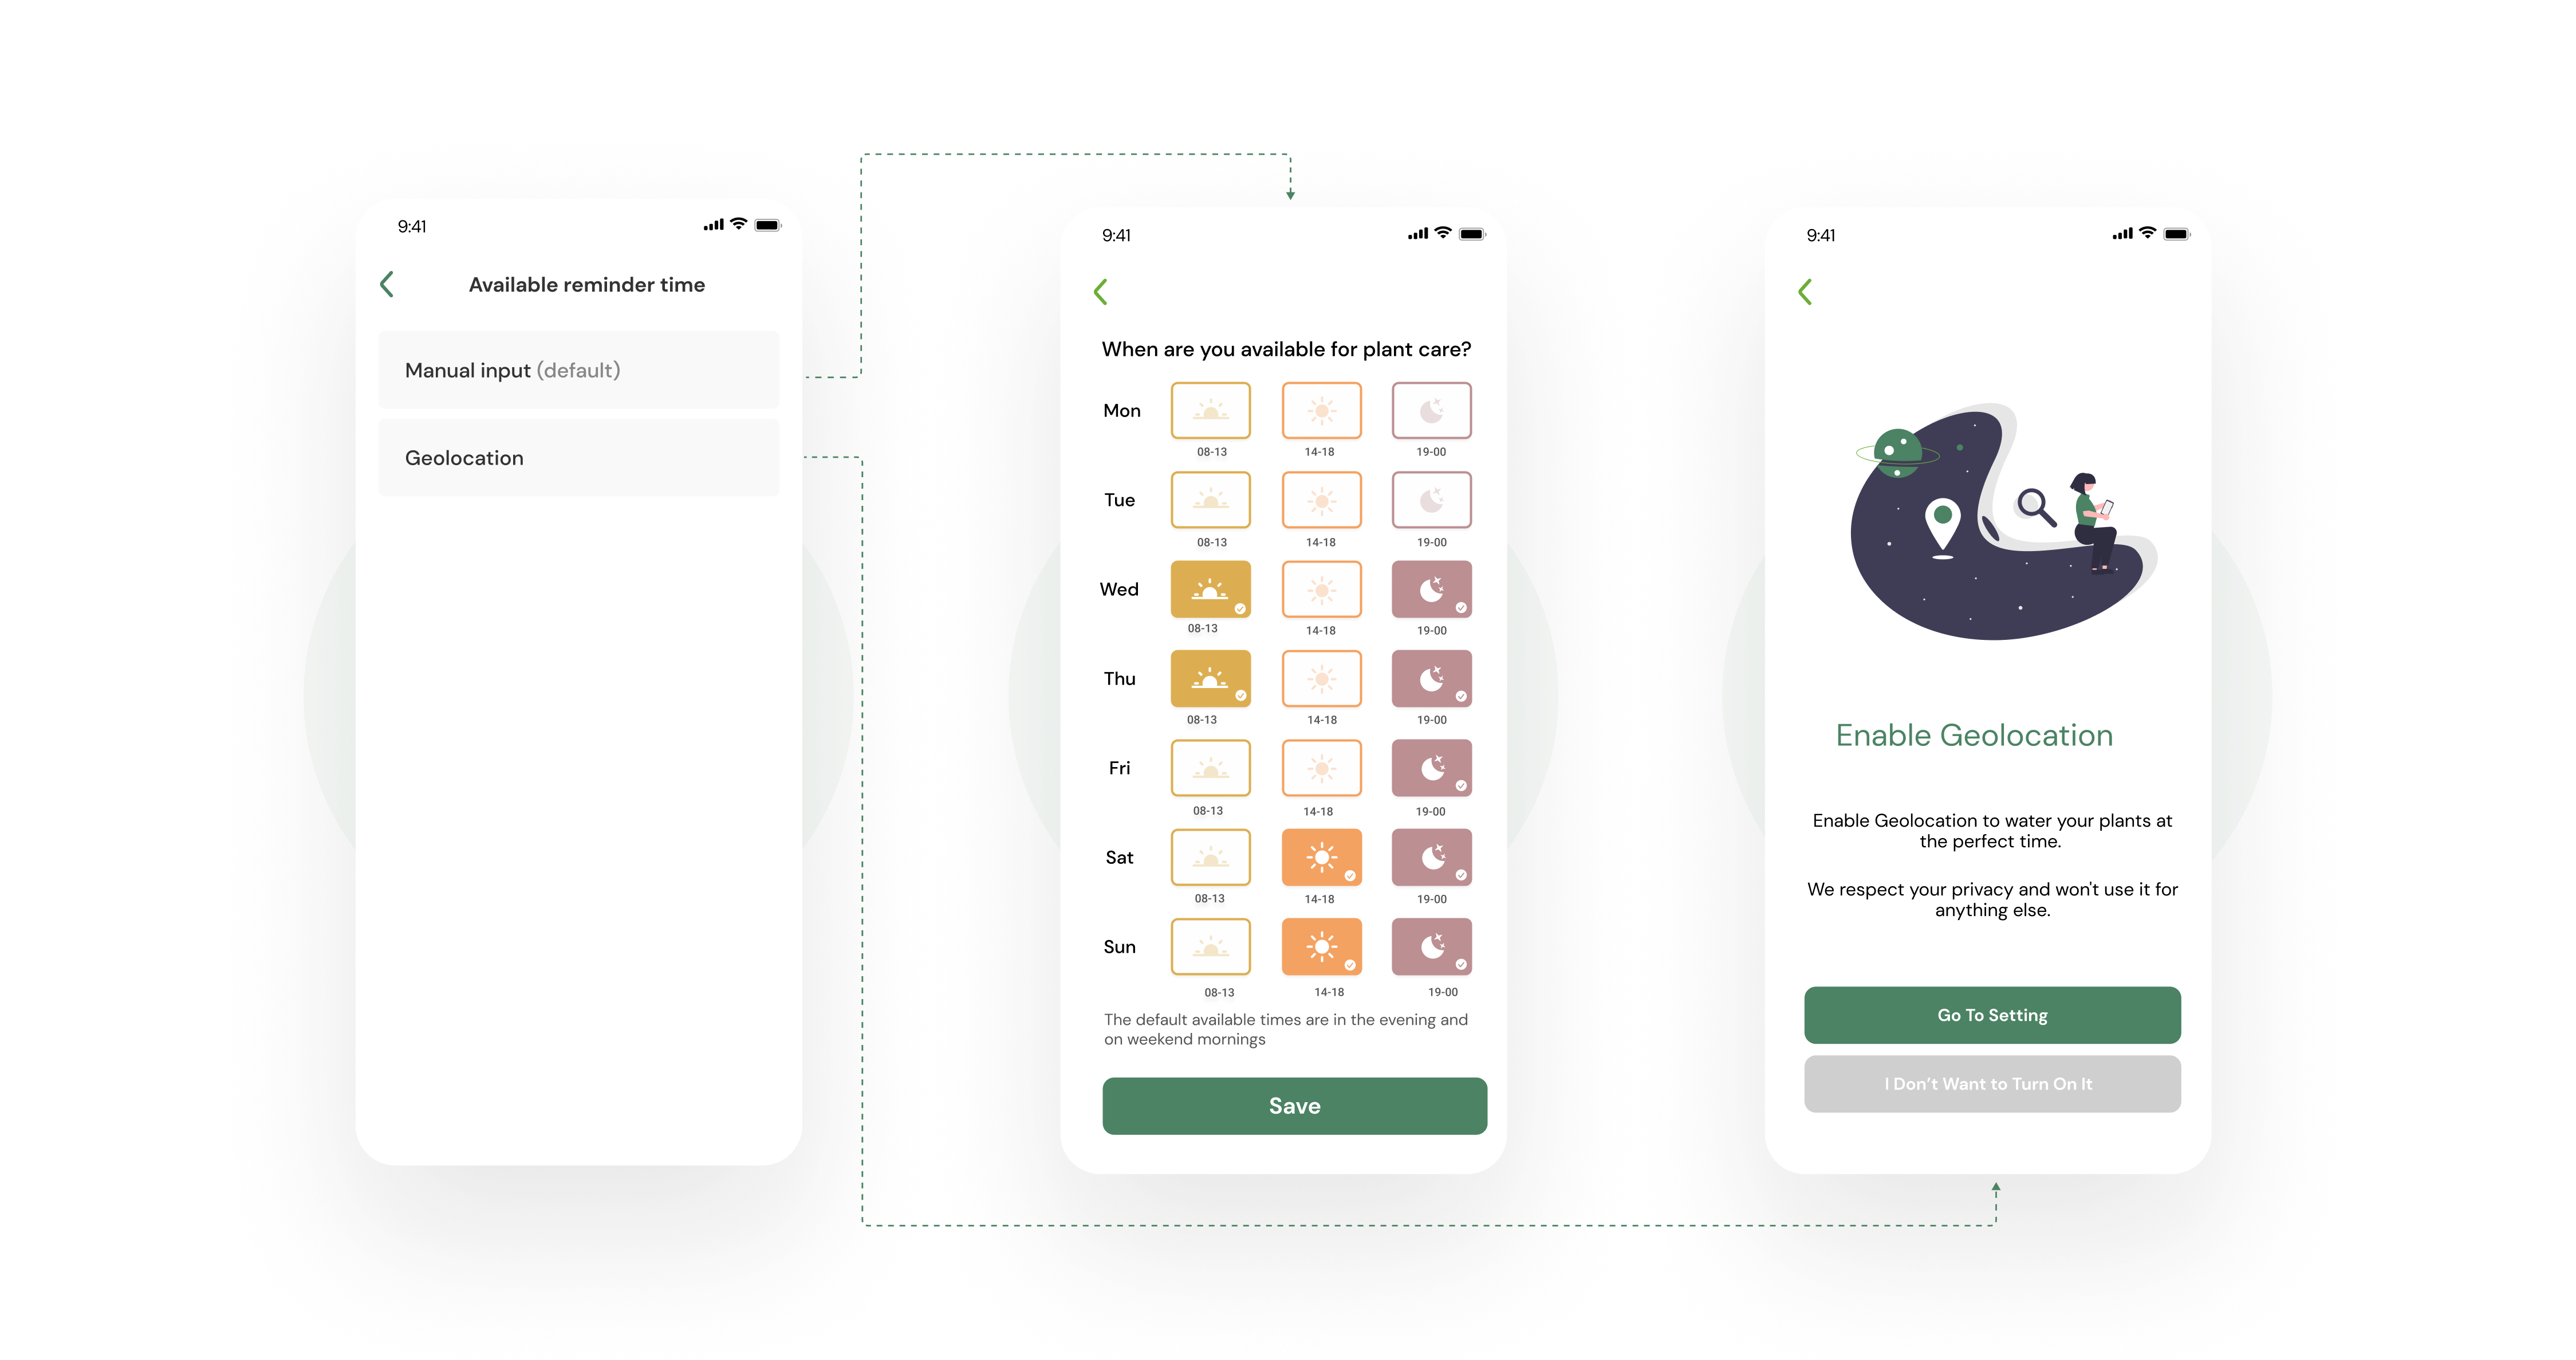 9:41
Available reminder time
Manual input (default)
Geolocation
9:41
When are you available for plant care?
Mon
08-13
14-18
19-00
Tue
08-13
14-18
19-00
Wed
08-13
14-18
19-00
Thu
08-13
14-18
19-00
Fri
08-13
14-18
19-00
Sat
08-13
14-18
19-00
Sun
08-13
14-18
19-00
The default available times are in the evening and
on weekend mornings
Save
9:41
Enable Geolocation
Enable Geolocation to water your plants at
the perfect time.
We respect your privacy and won't use it for
anything else.
Go To Setting
I Don’t Want to Turn On It